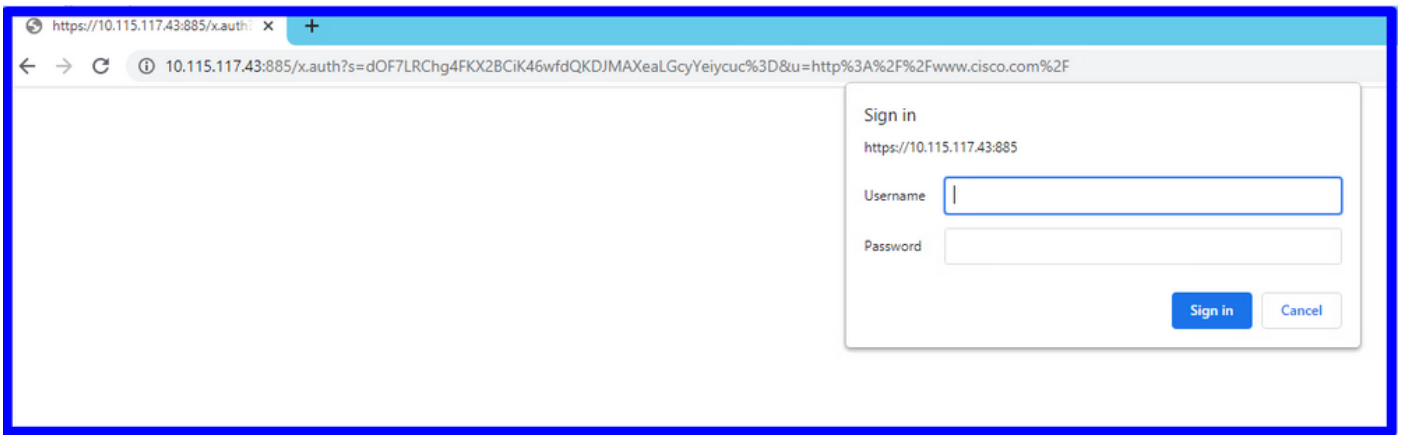 https://10.115.117.43:885/x.auth?
10.115.117.43:885/x.auth?s=dOF7LRChg4FKX2BCiK46wfdQKDJMAXeaLGcyYeiycuc%3D&u=http%3A%2F%2Fwww.cisco.com%2F
Sign in
https://10.115.117.43:885
Username
Password
Sign in Cancel